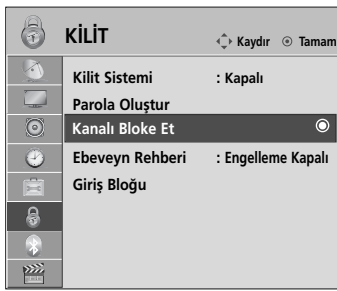 KİLİT
Kaydır Tamam
Kilit Sistemi : Kapalı
Parola Oluştur
Kanalı Bloke Et
Ebeveyn Rehberi : Engelleme Kapalı
Giriş Bloğu